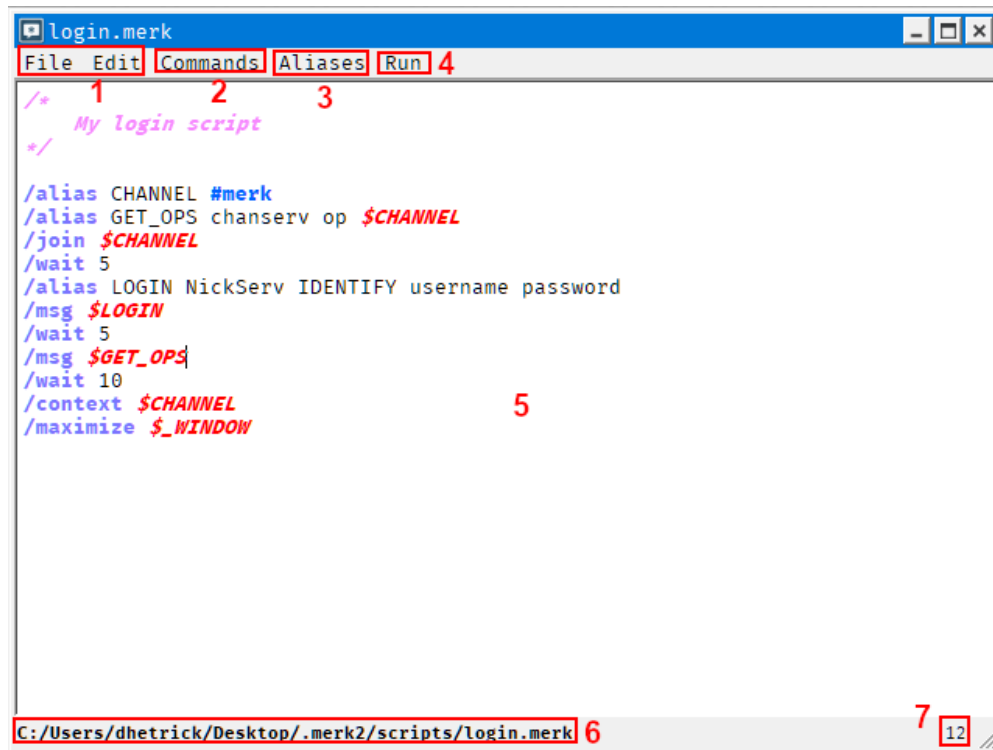 login.merk
File Edit Commands Aliases Run 4
1 2 3
/*
My login script
*/
/alias CHANNEL #merk
/alias GET_OPS chanserv op $CHANNEL
/join $CHANNEL
/wait 5
/alias LOGIN NickServ IDENTIFY username password
/msg $LOGIN
/wait 5
/msg $GET_OPS
/wait 10
/context $CHANNEL
5
/maximize $_WINDOW
C:/Users/dhetrick/Desktop/.merk2/scripts/login.merk 6
7
12